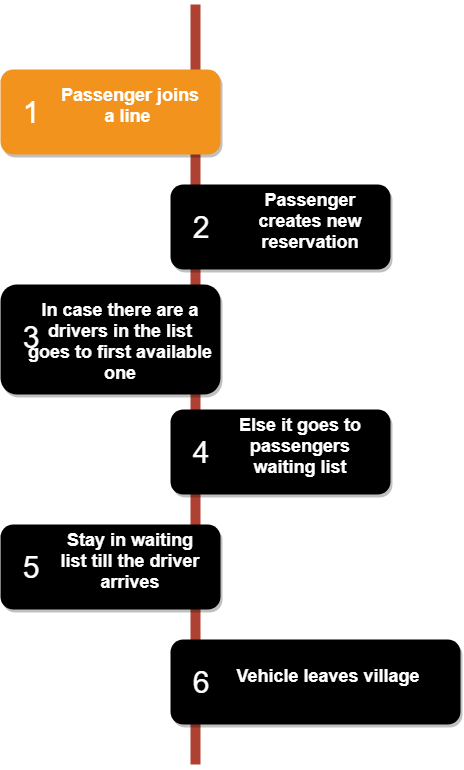 1
Passenger joins
a line
2
Passenger
creates new
reservation
3
In case there are a
drivers in the list
goes to first available
one
4
Else it goes to
passengers
waiting list
5
Stay in waiting
list till the driver
arrives
6
Vehicle leaves village